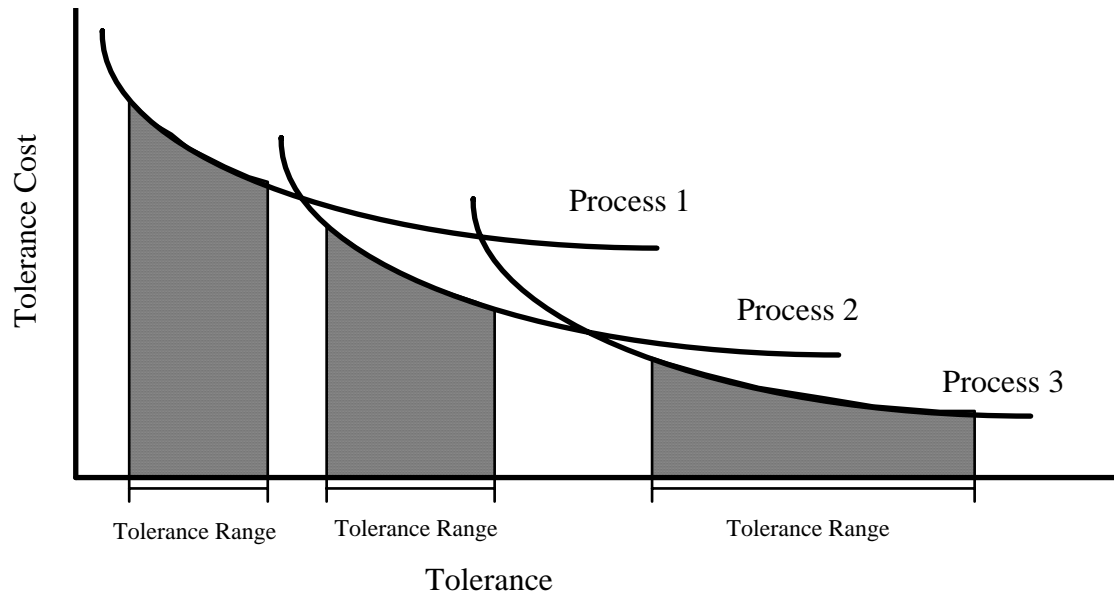 Tolerance Cost
Process 1
Process 2
Process 3
Tolerance Range
Tolerance Range
Tolerance Range
Tolerance